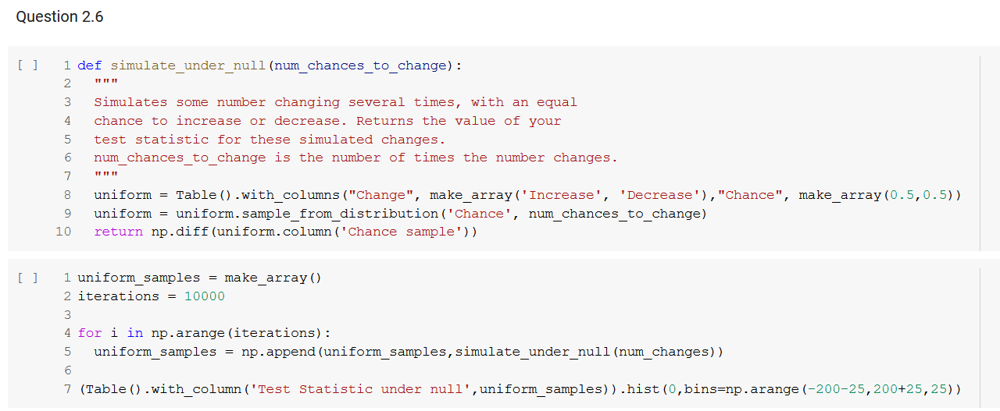 Question 2.6
[ ] 1 def simulate_under_null(num_chances_to_change):
2 """
3 Simulates some number changing several times, with an equal
4 chance to increase or decrease. Returns the value of your
5 test statistic for these simulated changes.
6 num_chances_to_change is the number of times the number changes.
7 """
8 uniform = Table().with_columns("Change", make_array('Increase', 'Decrease'),"Chance", make_array(0.5,0.5))
9 uniform = uniform.sample_from_distribution('Chance', num_chances_to_change)
10 return np.diff(uniform.column('Chance sample'))
[ ] 1 uniform_samples = make_array()
2 iterations = 10000
3
4 for i in np.arange(iterations):
5 uniform_samples = np.append(uniform_samples,simulate_under_null(num_changes))
6
7 (Table().with_column('Test Statistic under null',uniform_samples)).hist(0,bins=np.arange(-200-25,200+25,25))